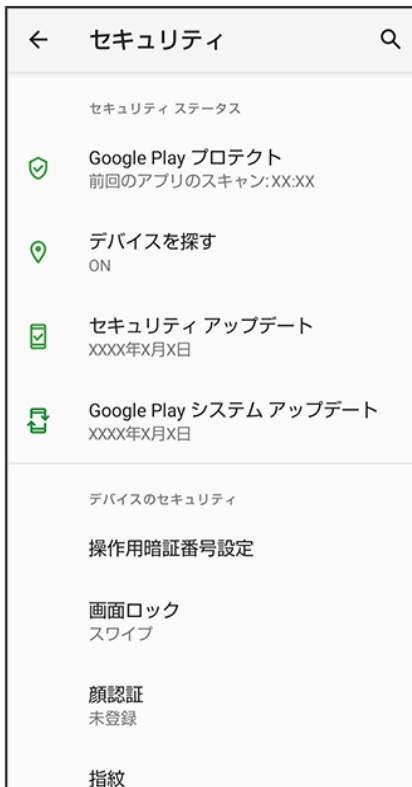 セキュリティ
セキュリティ ステータス
Google Play プロテクト
前回のアプリのスキャン:XX:XX
デバイスを探す
ON
セキュリティ アップデート
XXXX年X月X日
Google Play システム アップデート
XXXX年X月X日
デバイスのセキュリティ
操作用暗証番号設定
画面ロック
スワイプ
顔認証
未登録
指紋